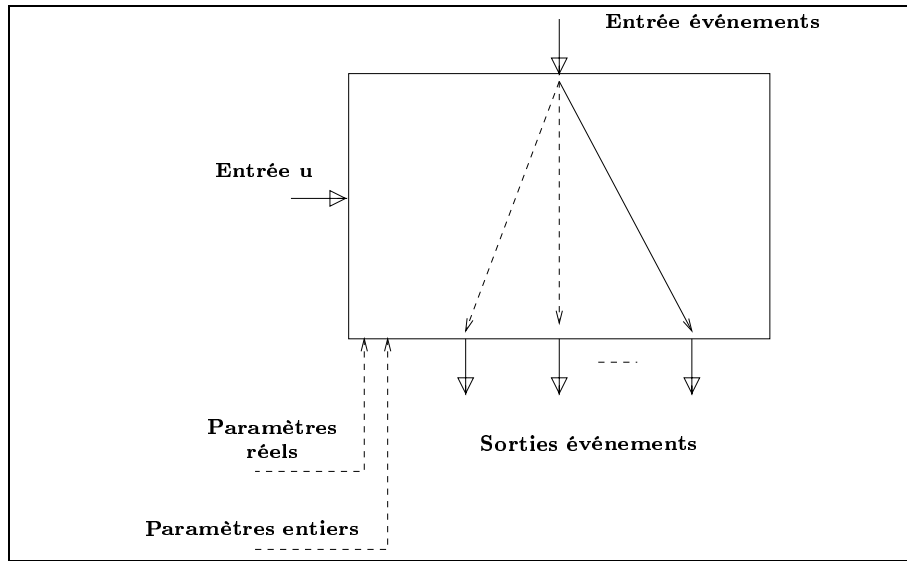 Entrée événements
Entrée u
Paramètres
réels
Sorties événements
Paramètres entiers